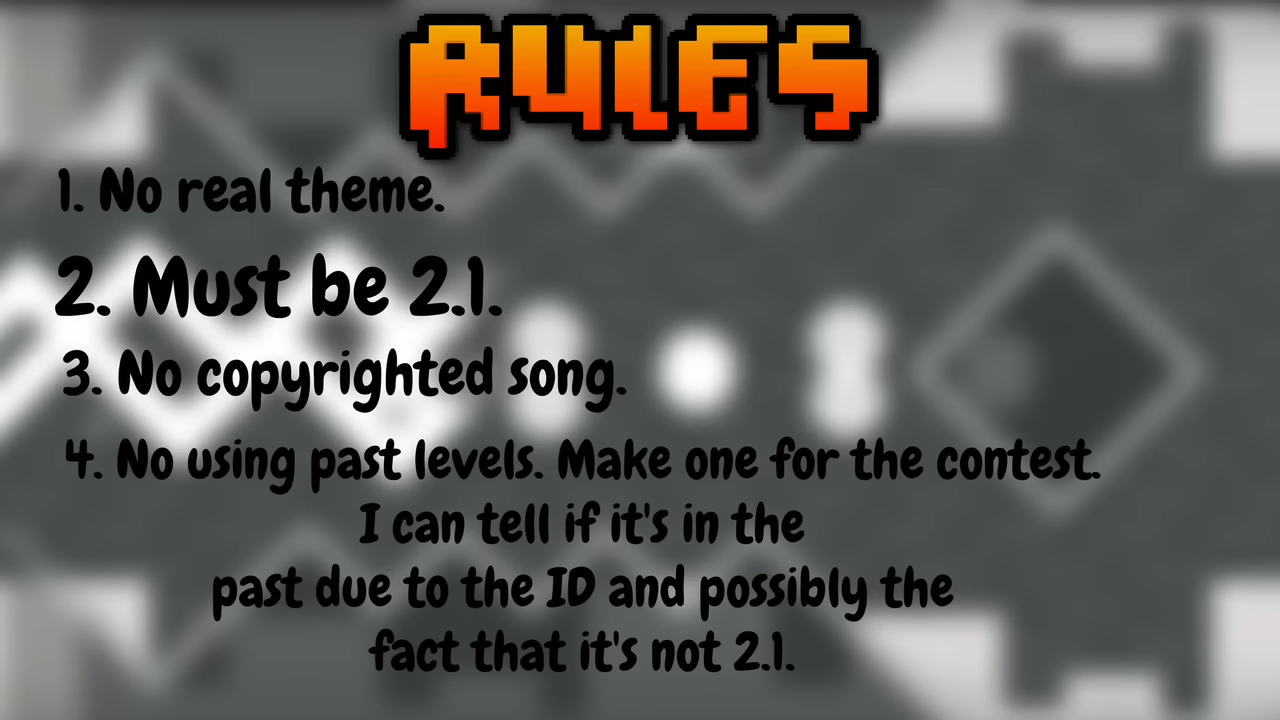 RULES
1. No real theme.
2. Must be 2.1.
3. No copyrighted song.
4. No using past levels. Make one for the contest.
I can tell if it's in the
past due to the ID and possibly the
fact that it's not 2.1.